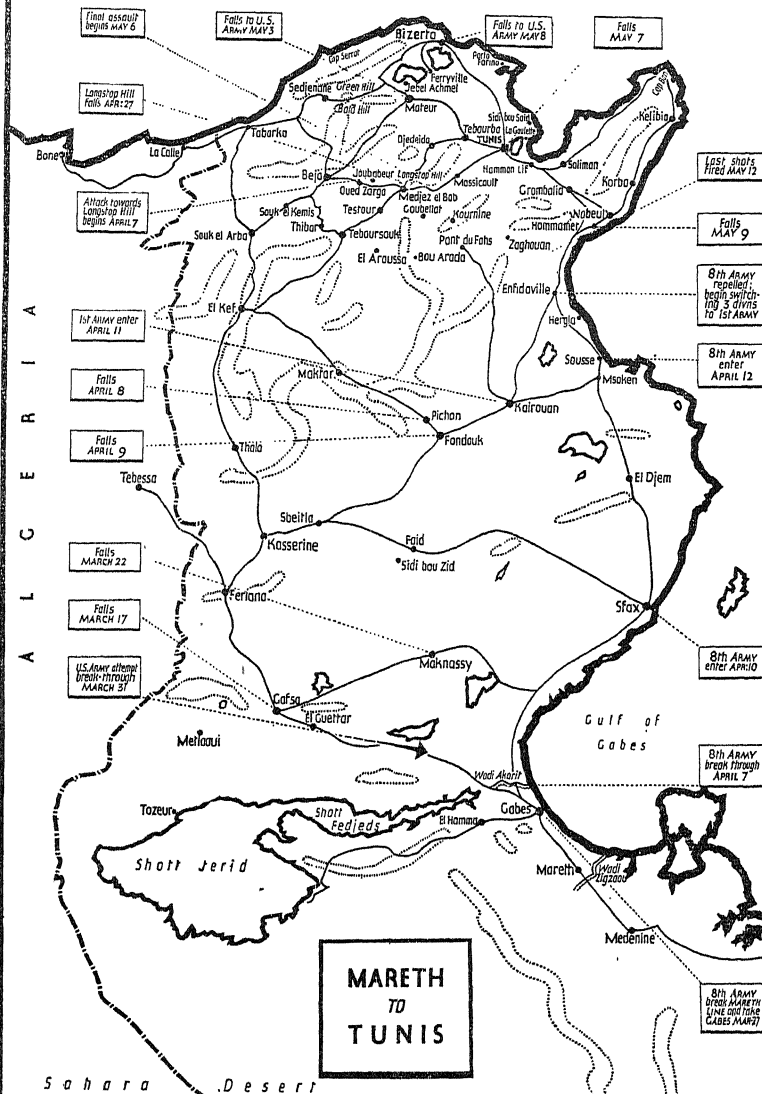 Final assault
begins MAY 6
Falls to U.S.
ARMY MAY 3
Falls to U.S.
ARMY MAY 8
Falls
MAY 7
Bizerta
Cap Serrat
Porto
Farina
Ferryville
Sedjenane
Green Hill
Jebel Achmel
Cap Bon
Longstop Hill
Falls APR: 27
Bald Hill
Mateur
Sidi bou Said
Kelibia
Tabarka
Tebourba
La Goulette
TUNIS
Bone
La Calle
Djedeida
Hammon Lif
Soliman
Last shots
fired MAY 12
Beja
Joubabeur
Longstop Hill
Massicault
Grombalia
Korba
Oued Zarga
Medjez el Bab
Attack towards
Longstop Hill
begins APRIL 7
Souk el Kemis
Testour
Goubellat
Kournine
Nabeul
Hommamet
Thibar
Souk el Arba
Teboursouk
Pont du Fahs
Zaghouan
Falls
MAY 9
El Aroussa
Bou Arada
Enfidaville
8th ARMY
repelled;
begin switch-
ing 3 divns
to 1st ARMY
El Kef
Hergla
1st ARMY enter
APRIL 11
Sousse
8th ARMY
enter
APRIL 12
Maktar
Msaken
Falls
APRIL 8
Kairouan
Pichon
Falls
APRIL 9
Fondouk
Thala
Tebessa
El Djem
Sbeitla
Kasserine
Faid
Sidi bou Zid
ALGERIA
Falls
MARCH 22
Feriana
Sfax
Falls
MARCH 17
Maknassy
8th ARMY
enter APR: 10
U.S. ARMY attempt
break-through
MARCH 31
Gafsa
El Guettar
Metlaoui
Gulf of
Gabes
8th ARMY
break through
APRIL 7
Wadi Akarit
Tozeur
Shott
Fedjeds
El Hamma
Gabes
Shott Jerid
Mareth
Wadi
Zigzaou
Medenine
MARETH
TO
TUNIS
8th ARMY
break MARETH
LINE and take
GABES MAR: 27
Sahara Desert